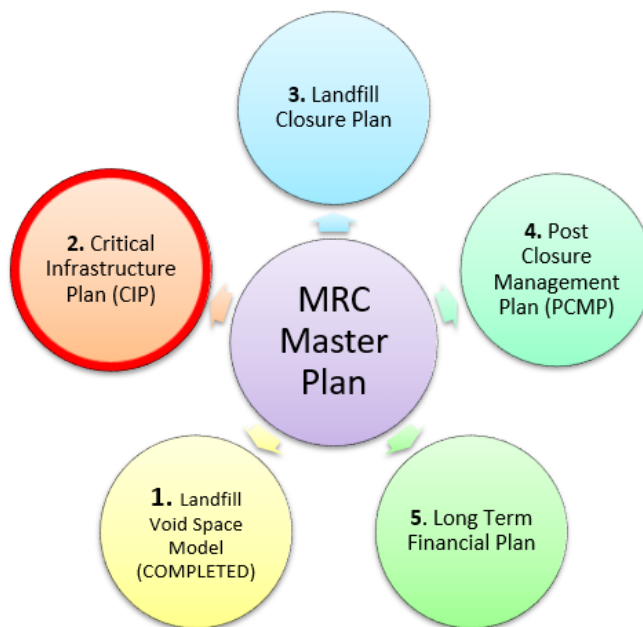 3. Landfill
Closure Plan
2. Critical
Infrastructure
Plan (CIP)
4. Post
Closure
Management
Plan (PCMP)
MRC
Master
Plan
1. Landfill
Void Space
Model
(COMPLETED)
5. Long Term
Financial Plan